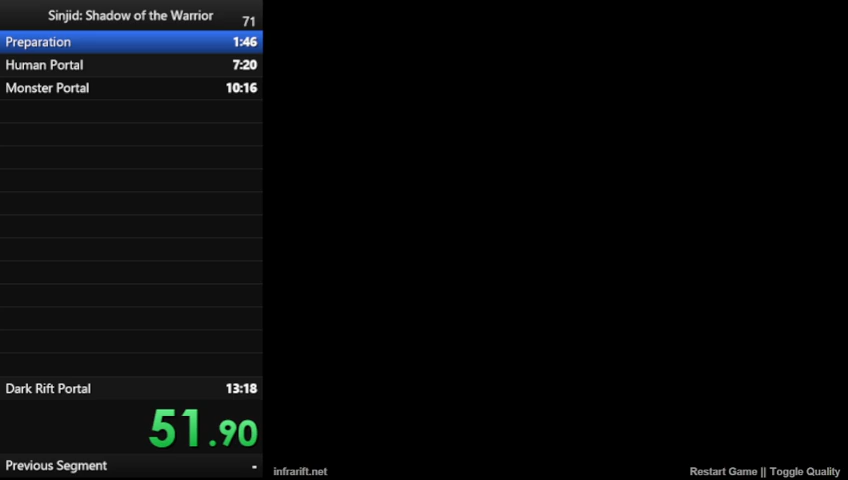 Sinjid: Shadow of the Warrior 71
Preparation 1:46
Human Portal 7:20
Monster Portal 10:16
Dark Rift Portal 13:18
51.90
Previous Segment -
infrarift.net Restart Game || Toggle Quality